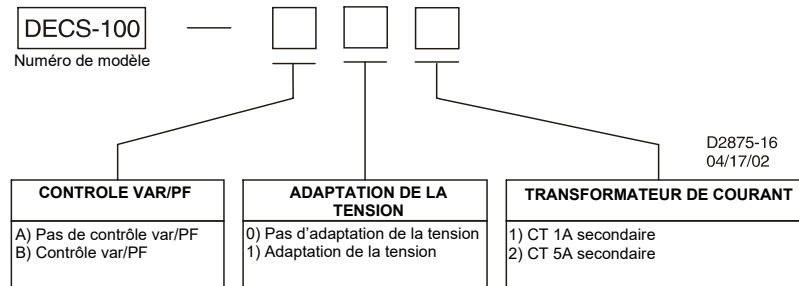 DECS-100
Numéro de modèle
D2875-16
04/17/02
CONTROLE VAR/PF
A) Pas de contrôle var/PF
B) Contrôle var/PF
ADAPTATION DE LA
TENSION
0) Pas d’adaptation de la tension
1) Adaptation de la tension
TRANSFORMATEUR DE COURANT
1) CT 1A secondaire
2) CT 5A secondaire